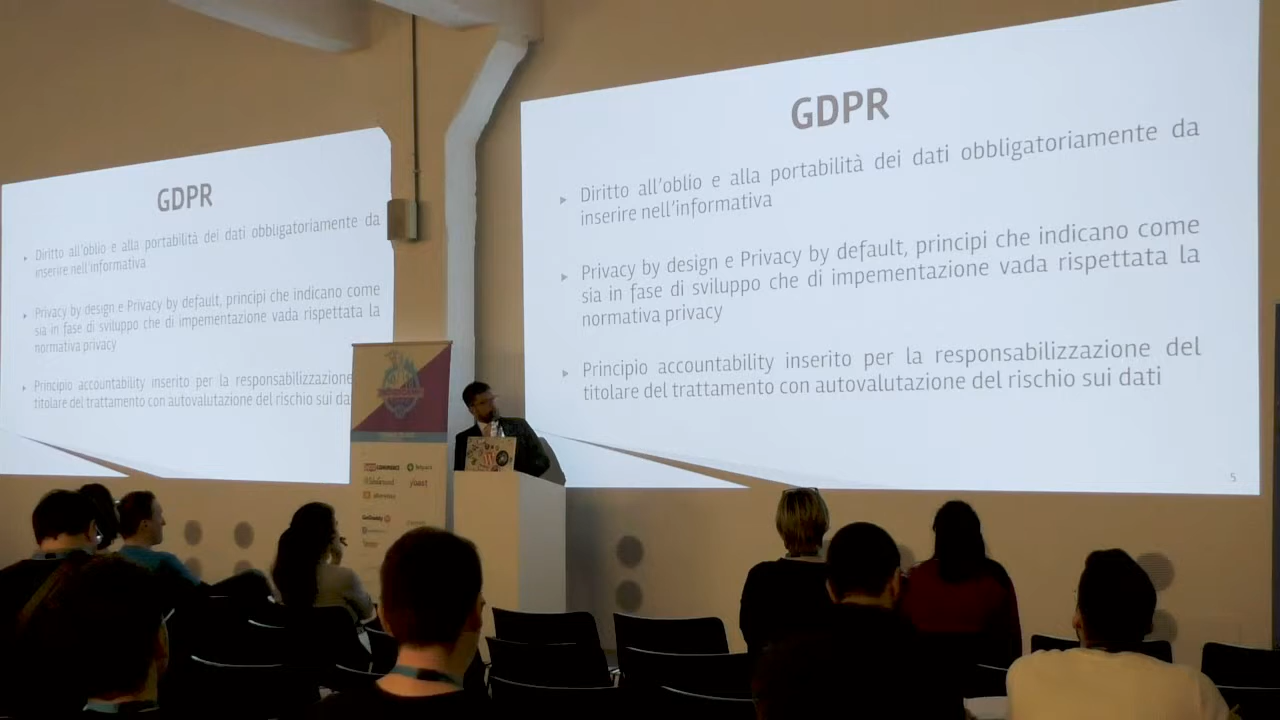 GDPR
Diritto all'oblio e alla portabilità dei dati obbligatoriamente da
inserire nell'informativa
Privacy by design e Privacy by default, principi che indicano come
sia in fase di sviluppo che di impementazione vada rispettata la
normativa privacy
Principio accountability inserito per la responsabilizzazione
titolare del trattamento con autovalutazione del rischio sui da
GoDaddy
yoast
GDPR
Diritto all'oblio e alla portabilità dei dati obbligatoriamente da
inserire nell'informativa
Privacy by design e Privacy by default, principi che indicano come
sia in fase di sviluppo che di impementazione vada rispettata la
normativa privacy
Principio accountability inserito per la responsabilizzazione del
titolare del trattamento con autovalutazione del rischio sui dati
5